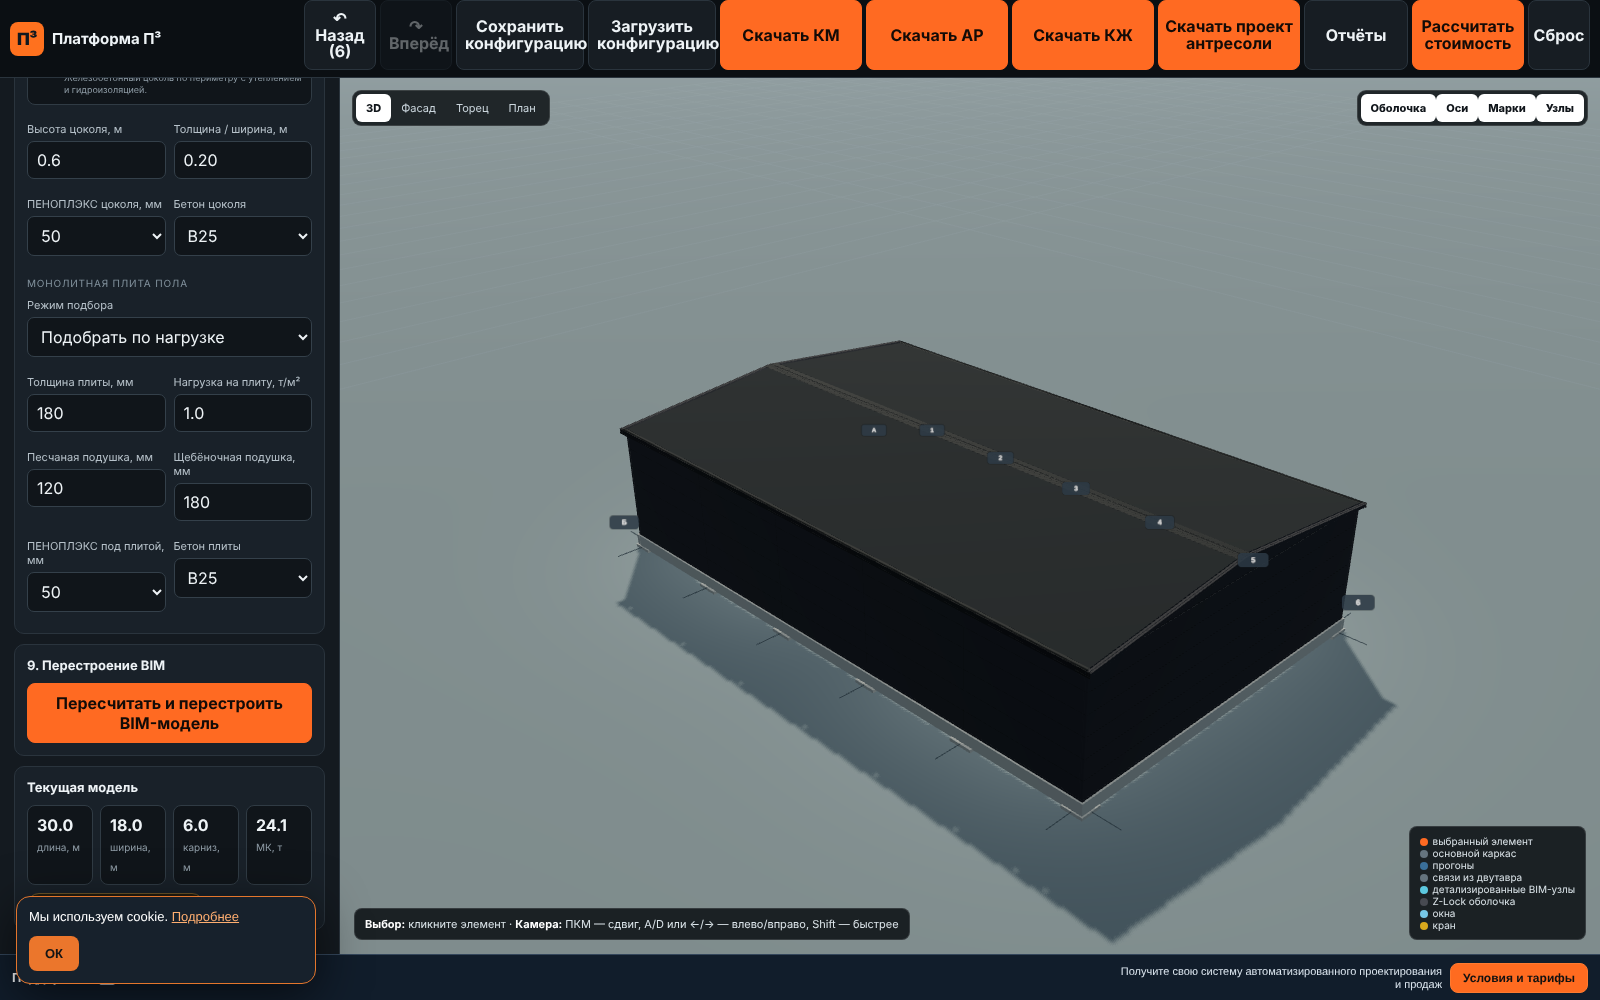 П³ Платформа П³
↶ Назад (6)
↷ Вперёд
Сохранить конфигурацию
Загрузить конфигурацию
Скачать КМ
Скачать АР
Скачать КЖ
Скачать проект антресоли
Отчёты
Рассчитать стоимость
Сброс
Железобетонный цоколь по периметру с утеплением
и гидроизоляцией.
Высота цоколя, м
Толщина / ширина, м
0.6
0.20
ПЕНОПЛЭКС цоколя, мм
Бетон цоколя
50
B25
МОНОЛИТНАЯ ПЛИТА ПОЛА
Режим подбора
Подобрать по нагрузке
Толщина плиты, мм
Нагрузка на плиту, т/м²
180
1.0
Песчаная подушка, мм
Щебёночная подушка, мм
120
180
ПЕНОПЛЭКС под плитой, мм
Бетон плиты
50
B25
9. Перестроение BIM
Пересчитать и перестроить
BIM-модель
Текущая модель
30.0
длина, м
18.0
ширина, м
6.0
карниз, м
24.1
МК, т
Мы используем cookie. Подробнее
ОК
3D
Фасад
Торец
План
Оболочка
Оси
Марки
Узлы
А
1
2
3
4
5
6
Б
выбранный элемент
основной каркас
прогоны
связи из двутавра
детализированные BIM-узлы
Z-Lock оболочка
окна
кран
Выбор: кликните элемент · Камера: ПКМ — сдвиг, A/D или ←/→ — влево/вправо, Shift — быстрее
Получите свою систему автоматизированного проектирования
и продаж
Условия и тарифы